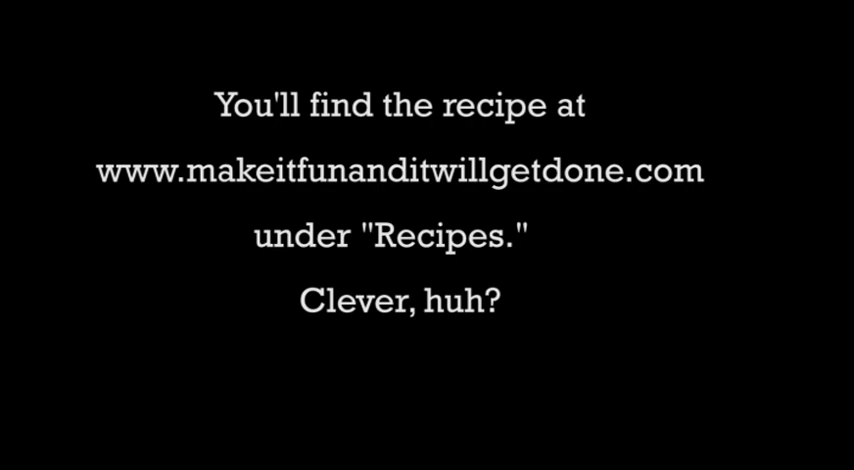 You'll find the recipe at
www.makeitfunanditwillgetdone.com
under "Recipes."
Clever, huh?